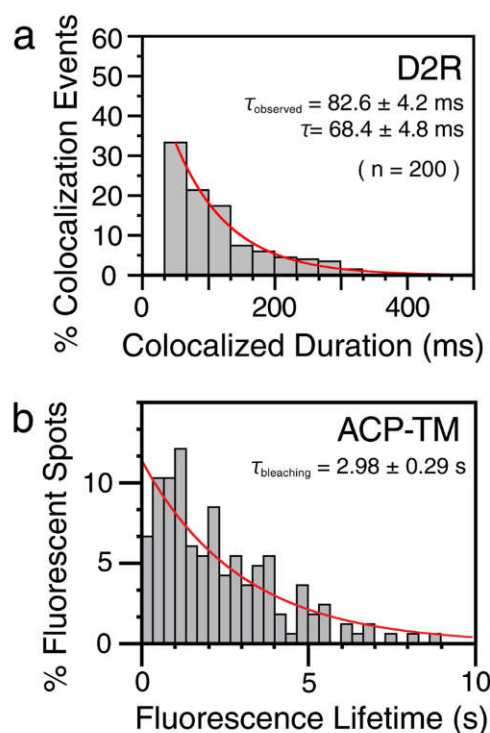 a
D2R
τobserved = 82.6 ± 4.2 ms
τ= 68.4 ± 4.8 ms
( n = 200 )
% Colocalization Events
60
50
40
30
20
10
0
0 200 400
Colocalized Duration (ms)
b
ACP-TM
τbleaching = 2.98 ± 0.29 s
% Fluorescent Spots
10
5
0
0 5 10
Fluorescence Lifetime (s)